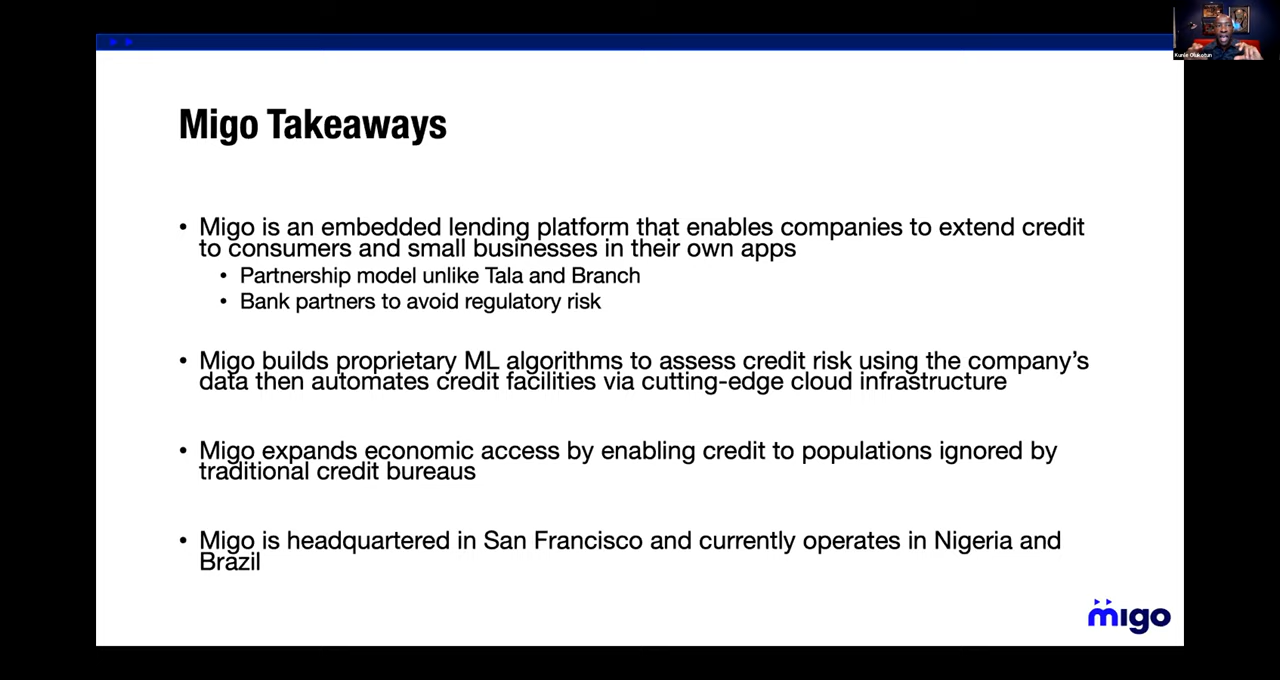 Kunle Olukotun
Migo Takeaways
• Migo is an embedded lending platform that enables companies to extend credit
to consumers and small businesses in their own apps
• Partnership model unlike Tala and Branch
• Bank partners to avoid regulatory risk
• Migo builds proprietary ML algorithms to assess credit risk using the company’s
data then automates credit facilities via cutting-edge cloud infrastructure
• Migo expands economic access by enabling credit to populations ignored by
traditional credit bureaus
• Migo is headquartered in San Francisco and currently operates in Nigeria and
Brazil
migo